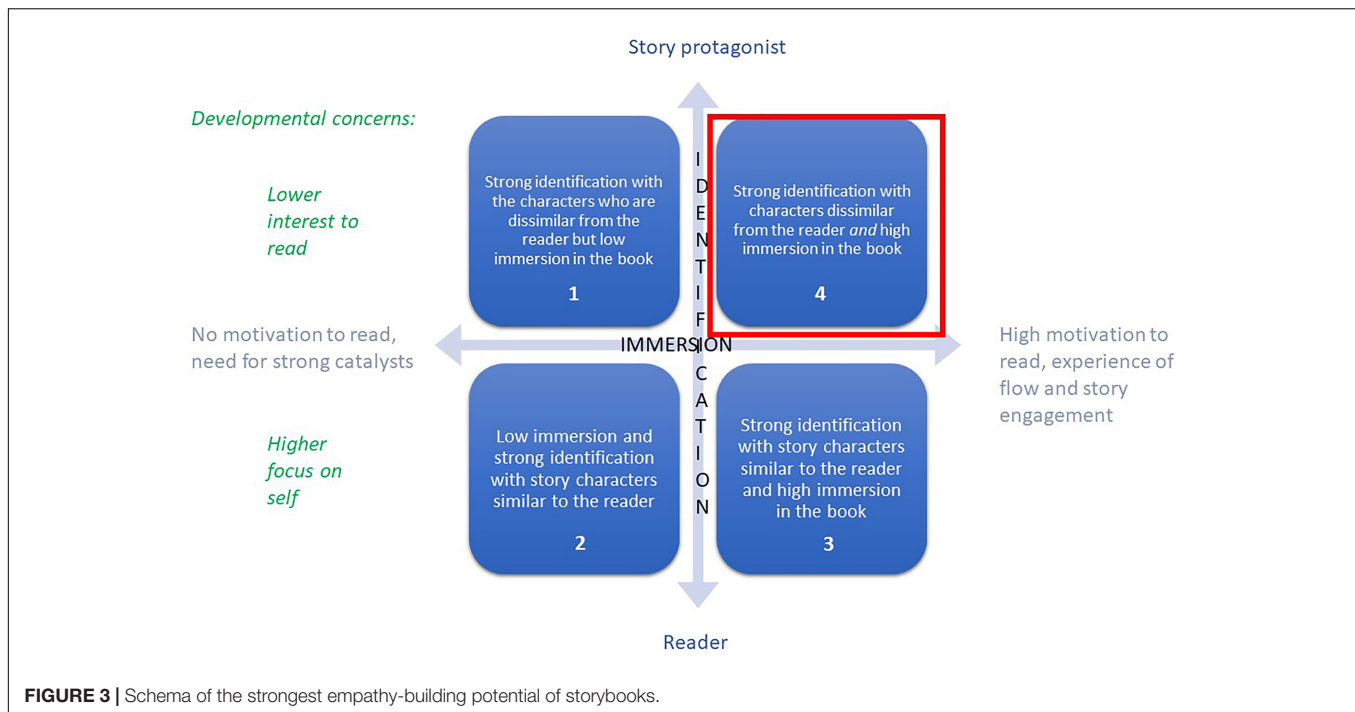 Story protagonist
Developmental concerns:
Lower
interest to
read
Strong identification with
the characters who are
dissimilar from the
reader but low
immersion in the book
1
IDENTIFICATION
Strong identification with
characters dissimilar
from the reader and high
immersion in the book
4
No motivation to read,
need for strong catalysts
IMMERSION
High motivation to
read, experience of
flow and story
engagement
Higher
focus on
self
Low immersion and
strong identification
with story characters
similar to the reader
2
Strong identification
with story characters
similar to the reader
and high immersion
in the book
3
Reader
FIGURE 3 | Schema of the strongest empathy-building potential of storybooks.